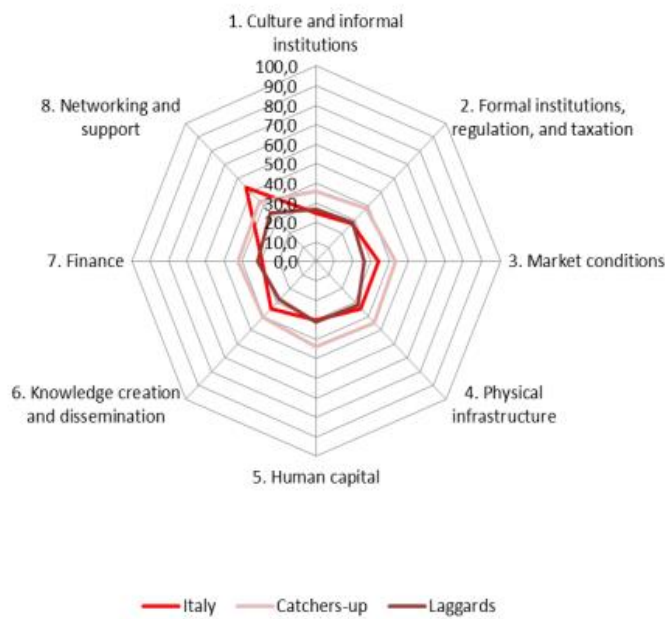 1. Culture and informal
institutions
100,0
90,0
80,0
70,0
60,0
50,0
40,0
30,0
20,0
10,0
0,0
2. Formal institutions,
regulation, and taxation
3. Market conditions
4. Physical
infrastructure
5. Human capital
6. Knowledge creation
and dissemination
7. Finance
8. Networking and
support
Italy
Catchers-up
Laggards